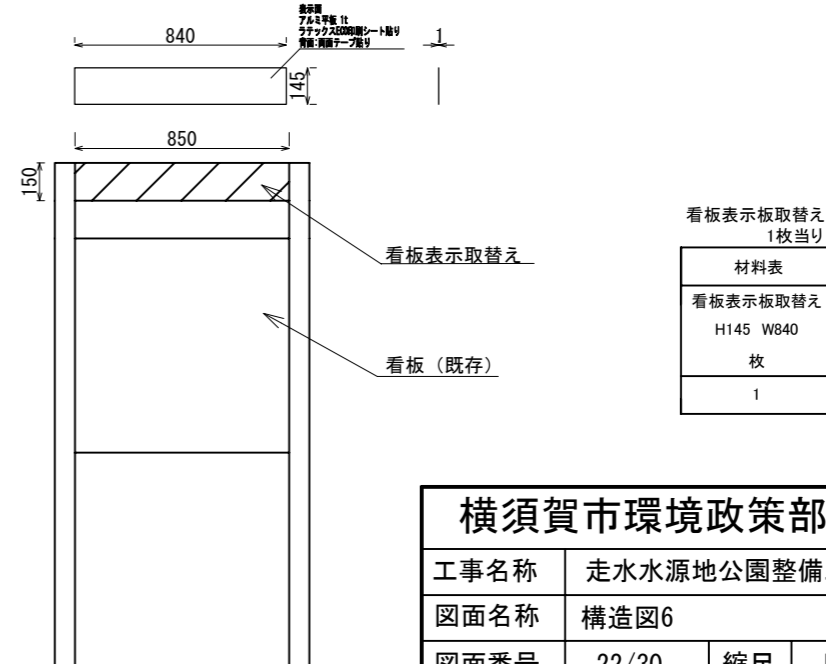 表示面
アルミ平板 1t
ラテックスECO印刷シート貼り
背面:両面テープ貼り
840
1
145
850
150
看板表示取替え
看板（既存）
看板表示板取替え
1枚当り
材料表
看板表示板取替え
H145 W840
枚
1
横須賀市環境政策部
工事名称 走水水源地公園整備
図面名称 構造図6
図面番号 22/30 縮尺